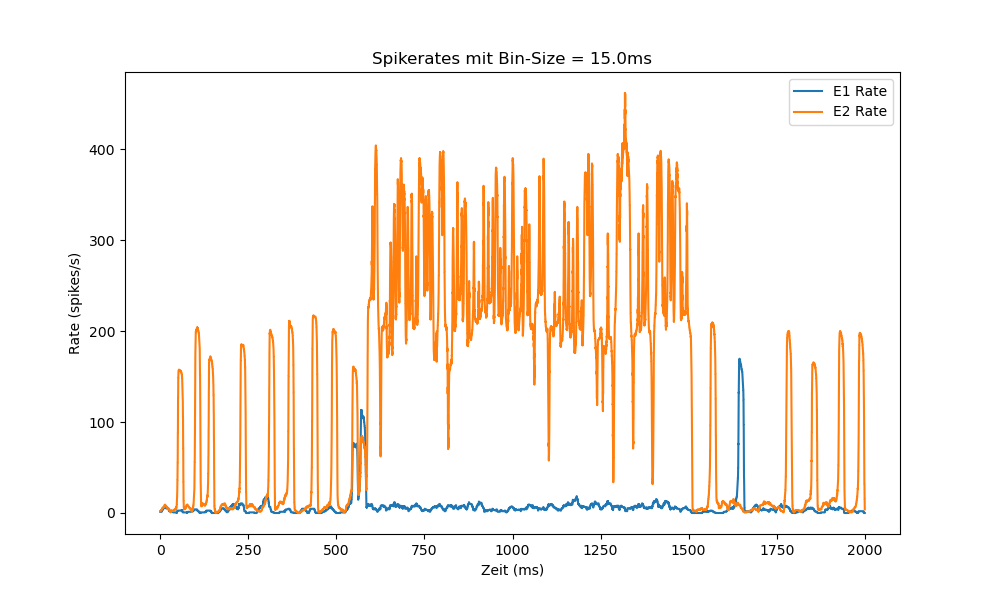 Spikerates mit Bin-Size = 15.0ms
E1 Rate
E2 Rate
Rate (spikes/s)
400
300
200
100
0
0 250 500 750 1000 1250 1500 1750 2000
Zeit (ms)